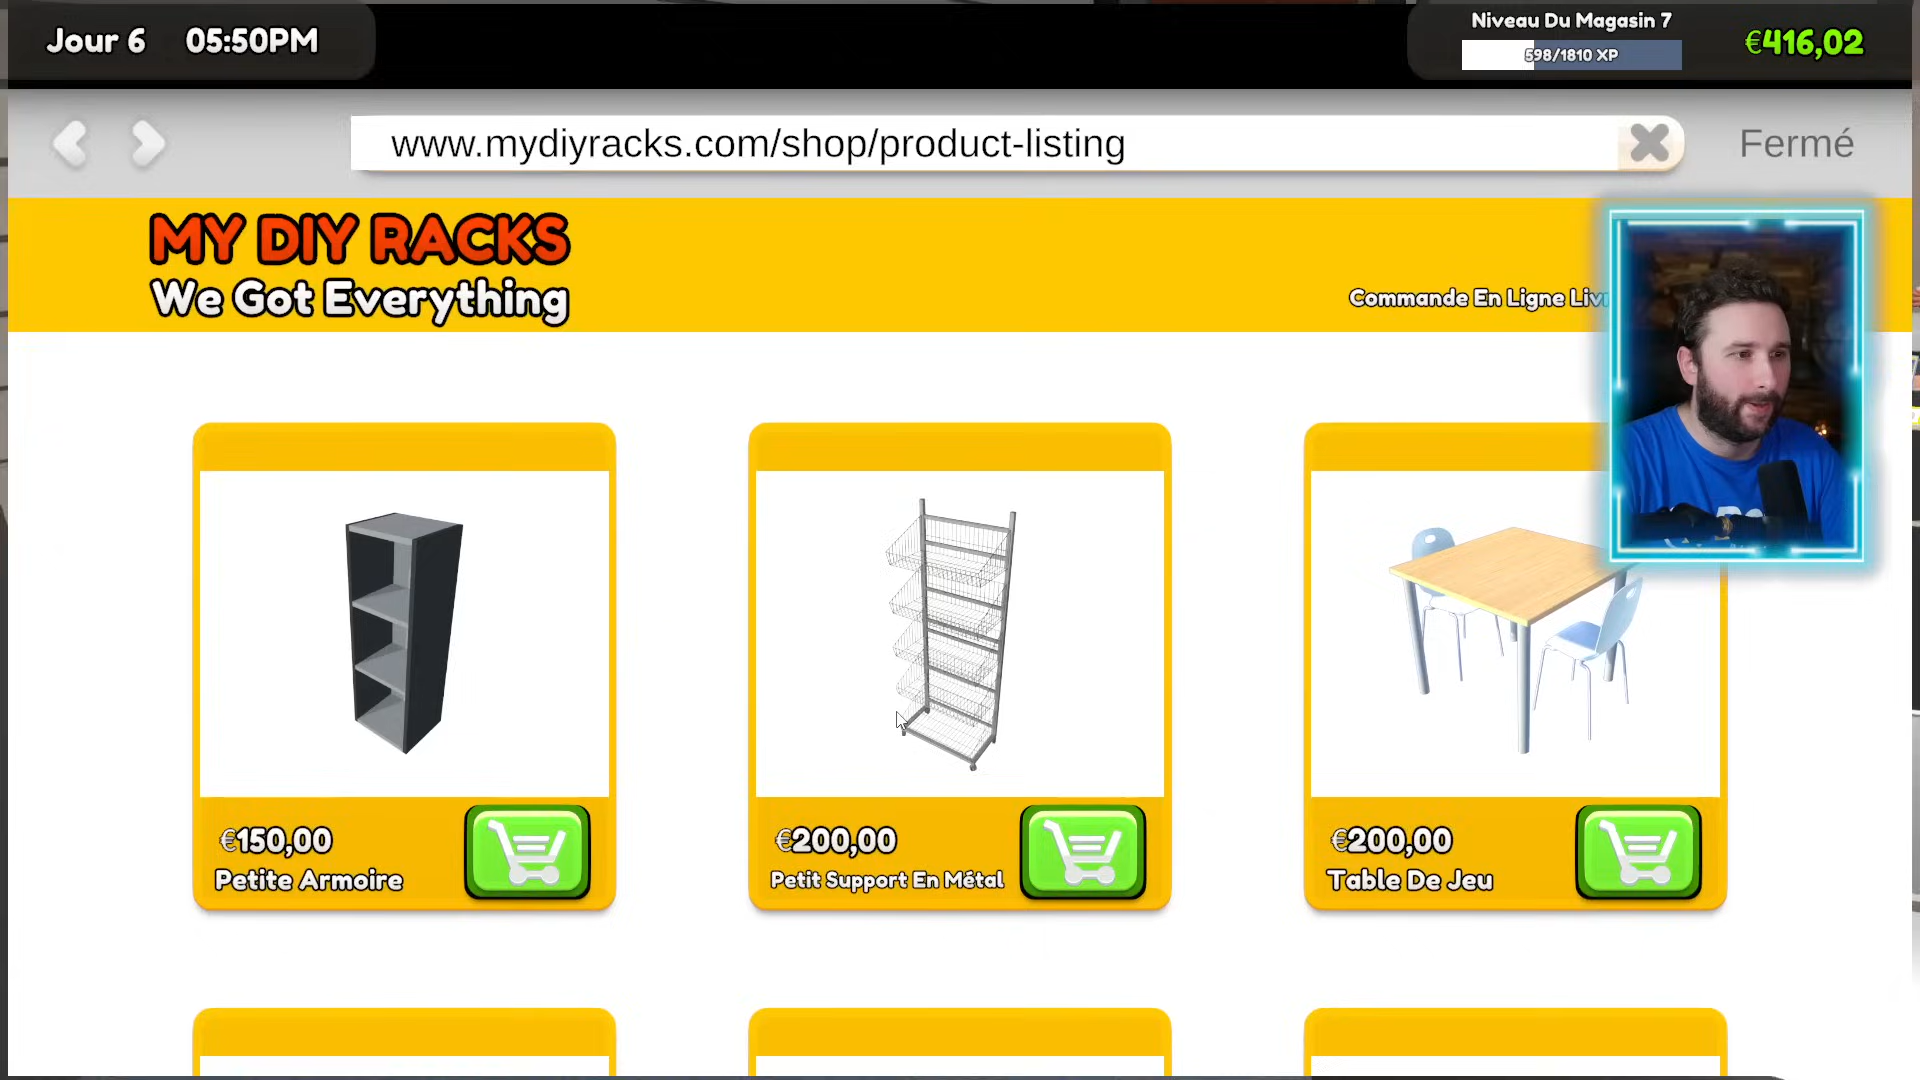 Jour 6 05:50PM
Niveau Du Magasin 7
598/1810 XP
€416,02
www.mydiyracks.com/shop/product-listing
Fermé
MY DIY RACKS
We Got Everything
Commande En Ligne
€150,00
Petite Armoire
€200,00
Petit Support En Métal
€200,00
Table De Jeu